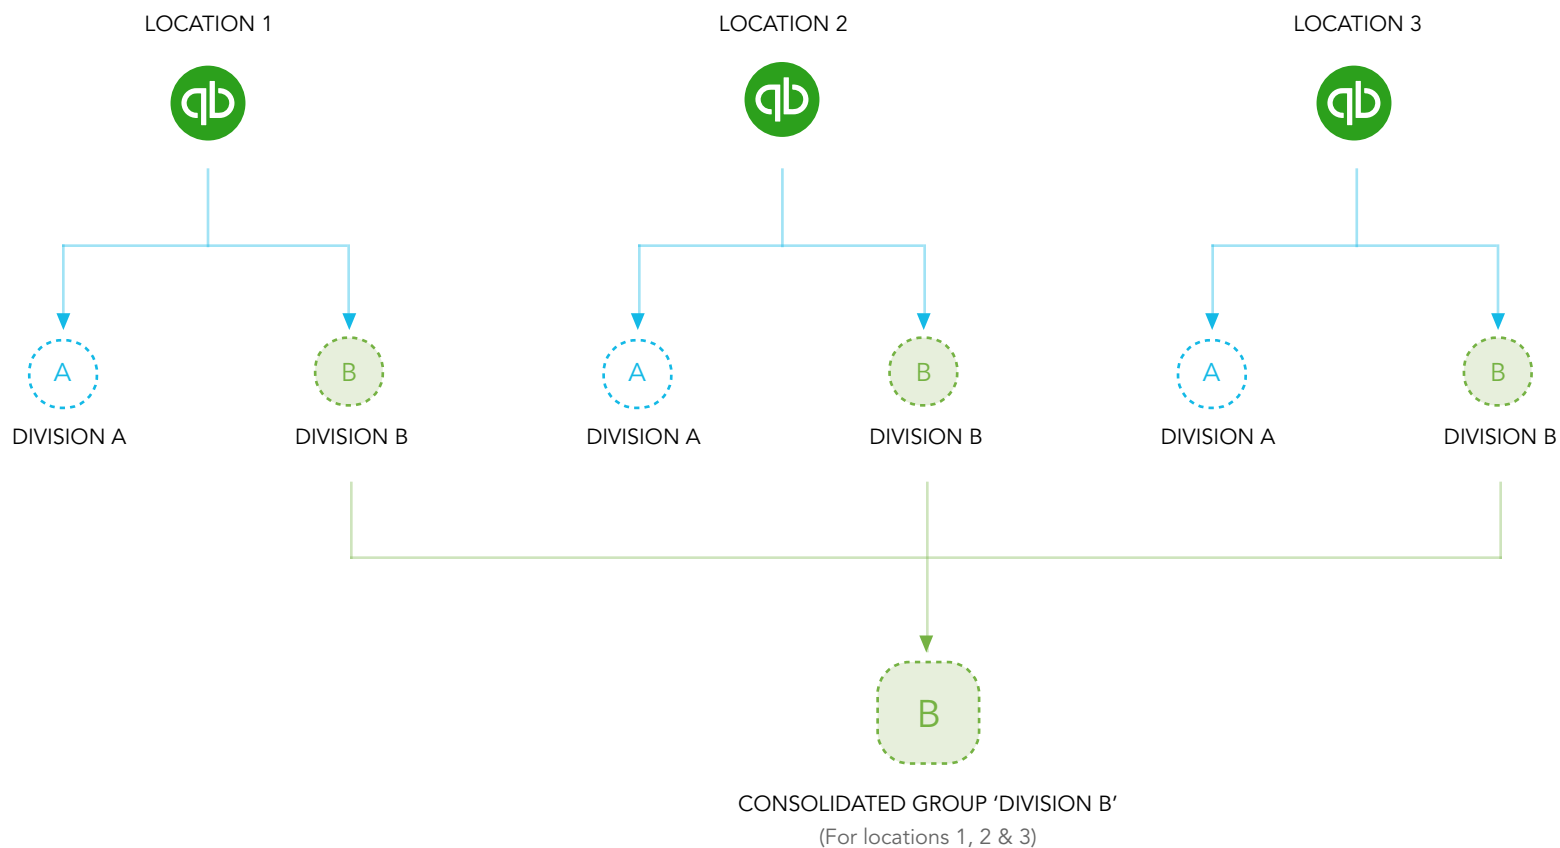 LOCATION 1
LOCATION 2
LOCATION 3
qb
qb
qb
A
B
A
B
A
B
DIVISION A
DIVISION B
DIVISION A
DIVISION B
DIVISION A
DIVISION B
B
CONSOLIDATED GROUP ‘DIVISION B’
(For locations 1, 2 & 3)